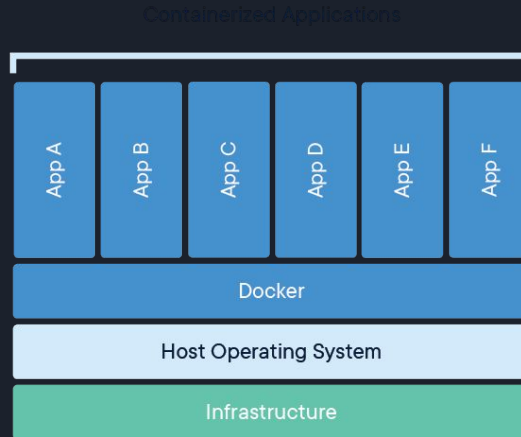 Containerized Applications
App A
App B
App C
App D
App E
App F
Docker
Host Operating System
Infrastructure